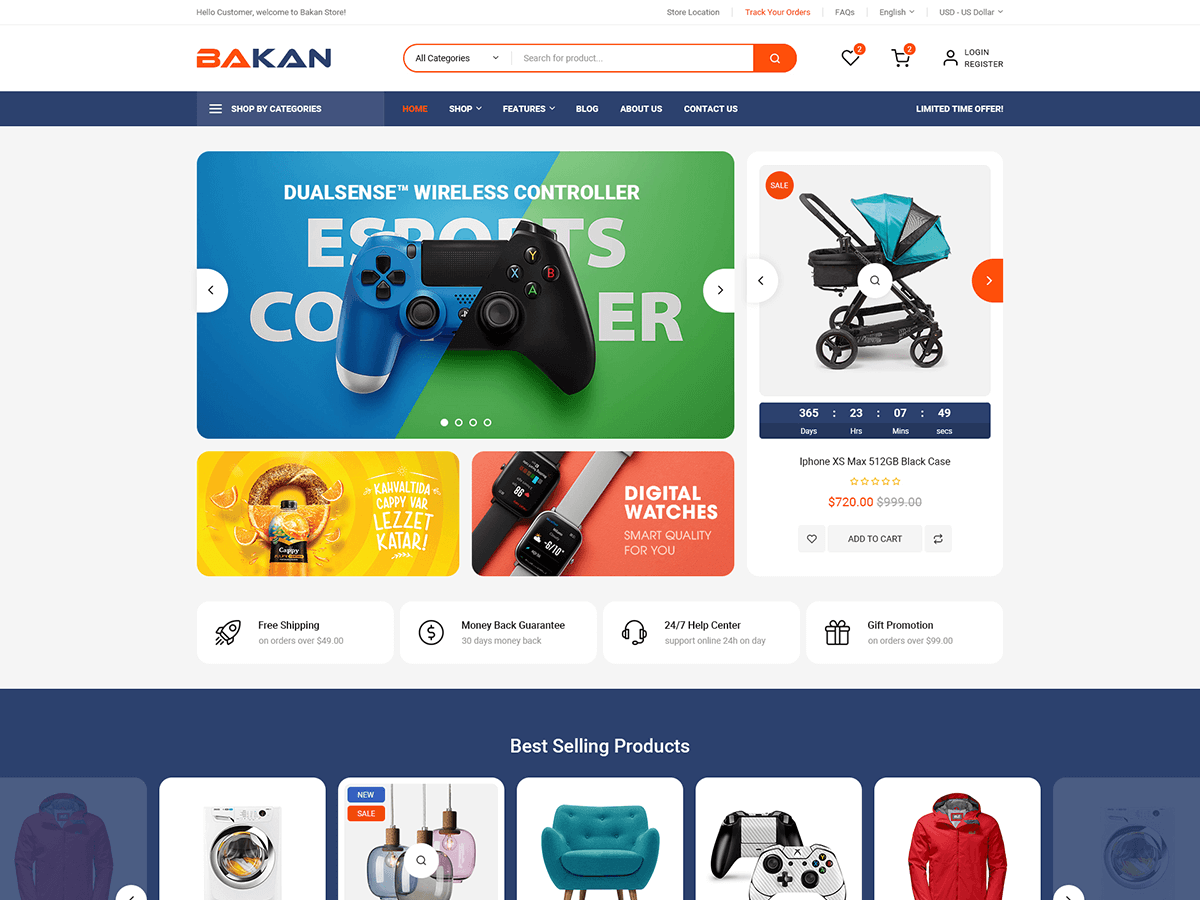 Hello Customer, welcome to Bakan Store!
Store Location
Track Your Orders
FAQs
English
USD - US Dollar
BAKAN
All Categories
Search for product...
2
2
LOGIN
REGISTER
SHOP BY CATEGORIES
HOME
SHOP
FEATURES
BLOG
ABOUT US
CONTACT US
LIMITED TIME OFFER!
DUALSENSE™ WIRELESS CONTROLLER
ESPORTS
Y
X
B
A
SALE
365 : 23 : 07 : 49
Days Hrs Mins secs
Iphone XS Max 512GB Black Case
$720.00 $999.00
ADD TO CART
KAHVALTIDA
CAPPY VAR
LEZZET
KATAR!
Cappy
86
6/10
DIGITAL
WATCHES
SMART QUALITY
FOR YOU
Free Shipping
on orders over $49.00
Money Back Guarantee
30 days money back
24/7 Help Center
support online 24h on day
Gift Promotion
on orders over $99.00
Best Selling Products
NEW
SALE